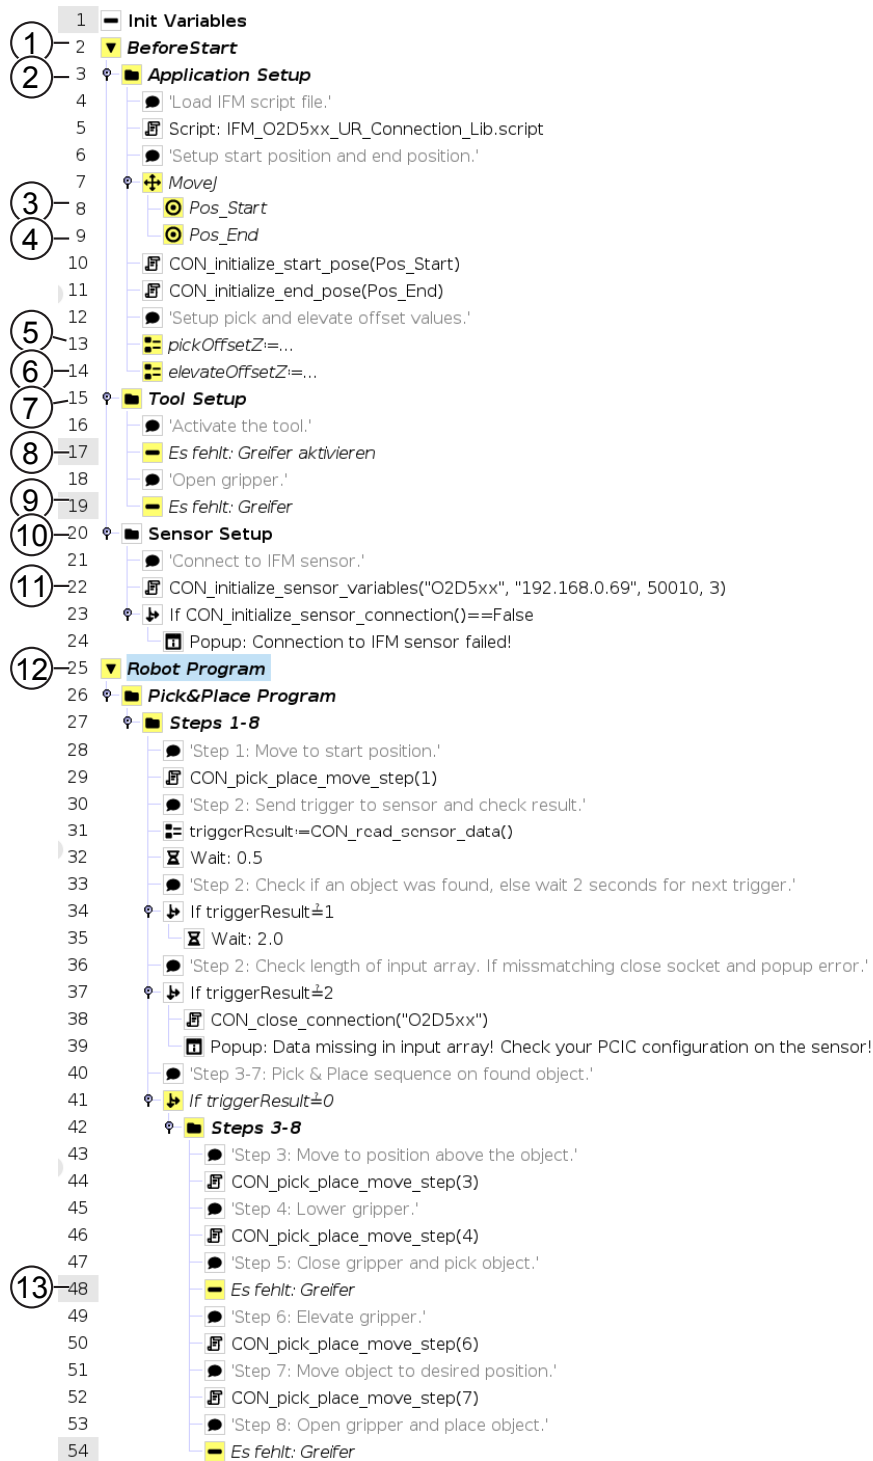 1 Init Variables
1 2 BeforeStart
2 3 Application Setup
4 'Load IFM script file.'
5 Script: IFM_O2D5xx_UR_Connection_Lib.script
6 'Setup start position and end position.'
7 MoveJ
3 8 Pos_Start
4 9 Pos_End
10 CON_initialize_start_pose(Pos_Start)
11 CON_initialize_end_pose(Pos_End)
12 'Setup pick and elevate offset values.'
5 13 pickOffsetZ≔...
6 14 elevateOffsetZ≔...
7 15 Tool Setup
16 'Activate the tool.'
8 17 Es fehlt: Greifer aktivieren
18 'Open gripper.'
9 19 Es fehlt: Greifer
10 20 Sensor Setup
21 'Connect to IFM sensor.'
11 22 CON_initialize_sensor_variables("O2D5xx", "192.168.0.69", 50010, 3)
23 If CON_initialize_sensor_connection()==False
24 Popup: Connection to IFM sensor failed!
12 25 Robot Program
26 Pick&Place Program
27 Steps 1-8
28 'Step 1: Move to start position.'
29 CON_pick_place_move_step(1)
30 'Step 2: Send trigger to sensor and check result.'
31 triggerResult≔CON_read_sensor_data()
32 Wait: 0.5
33 'Step 2: Check if an object was found, else wait 2 seconds for next trigger.'
34 If triggerResult≟1
35 Wait: 2.0
36 'Step 2: Check length of input array. If missmatching close socket and popup error.'
37 If triggerResult≟2
38 CON_close_connection("O2D5xx")
39 Popup: Data missing in input array! Check your PCIC configuration on the sensor!
40 'Step 3-7: Pick & Place sequence on found object.'
41 If triggerResult≟0
42 Steps 3-8
43 'Step 3: Move to position above the object.'
44 CON_pick_place_move_step(3)
45 'Step 4: Lower gripper.'
46 CON_pick_place_move_step(4)
47 'Step 5: Close gripper and pick object.'
13 48 Es fehlt: Greifer
49 'Step 6: Elevate gripper.'
50 CON_pick_place_move_step(6)
51 'Step 7: Move object to desired position.'
52 CON_pick_place_move_step(7)
53 'Step 8: Open gripper and place object.'
54 Es fehlt: Greifer